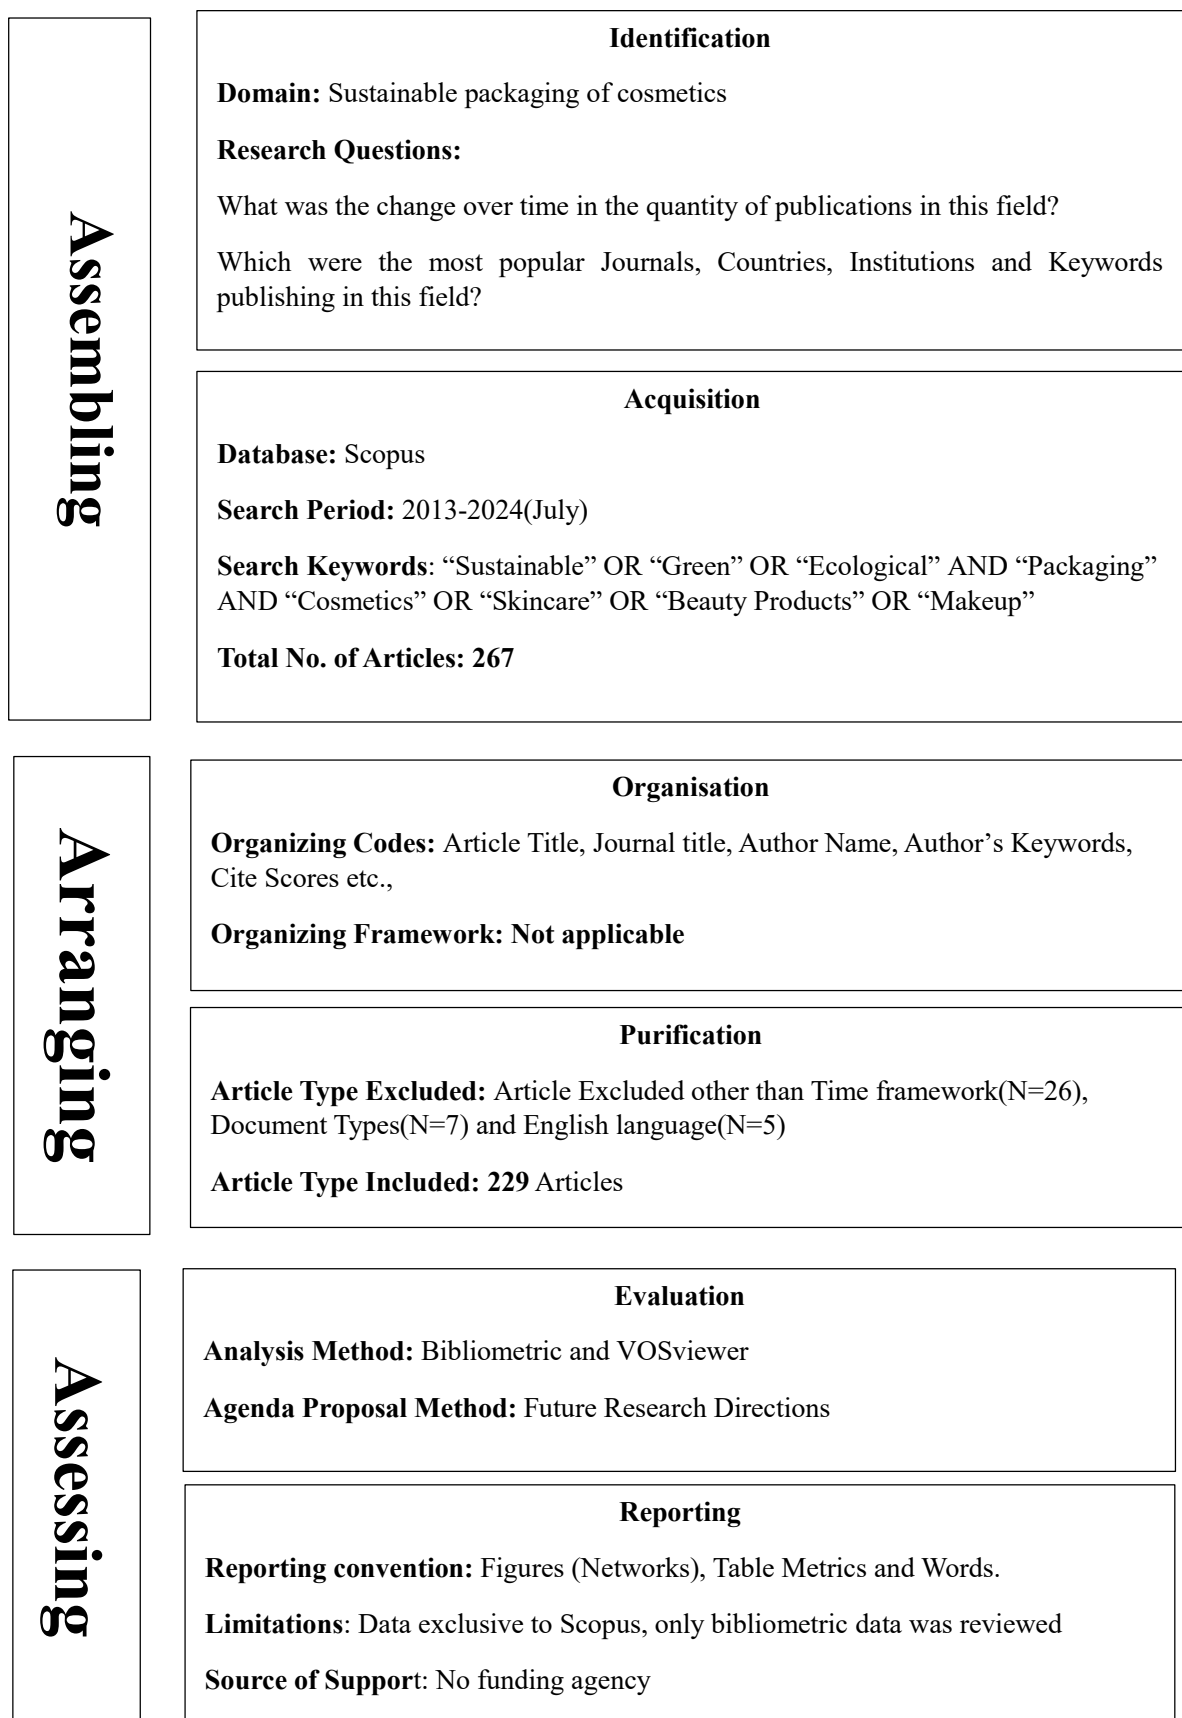 Assembling
Identification
Domain: Sustainable packaging of cosmetics
Research Questions:
What was the change over time in the quantity of publications in this field?
Which were the most popular Journals, Countries, Institutions and Keywords
publishing in this field?
Acquisition
Database: Scopus
Search Period: 2013-2024(July)
Search Keywords: “Sustainable” OR “Green” OR “Ecological” AND “Packaging”
AND “Cosmetics” OR “Skincare” OR “Beauty Products” OR “Makeup”
Total No. of Articles: 267
Arranging
Organisation
Organizing Codes: Article Title, Journal title, Author Name, Author’s Keywords,
Cite Scores etc.,
Organizing Framework: Not applicable
Purification
Article Type Excluded: Article Excluded other than Time framework(N=26),
Document Types(N=7) and English language(N=5)
Article Type Included: 229 Articles
Assessing
Evaluation
Analysis Method: Bibliometric and VOSviewer
Agenda Proposal Method: Future Research Directions
Reporting
Reporting convention: Figures (Networks), Table Metrics and Words.
Limitations: Data exclusive to Scopus, only bibliometric data was reviewed
Source of Support: No funding agency